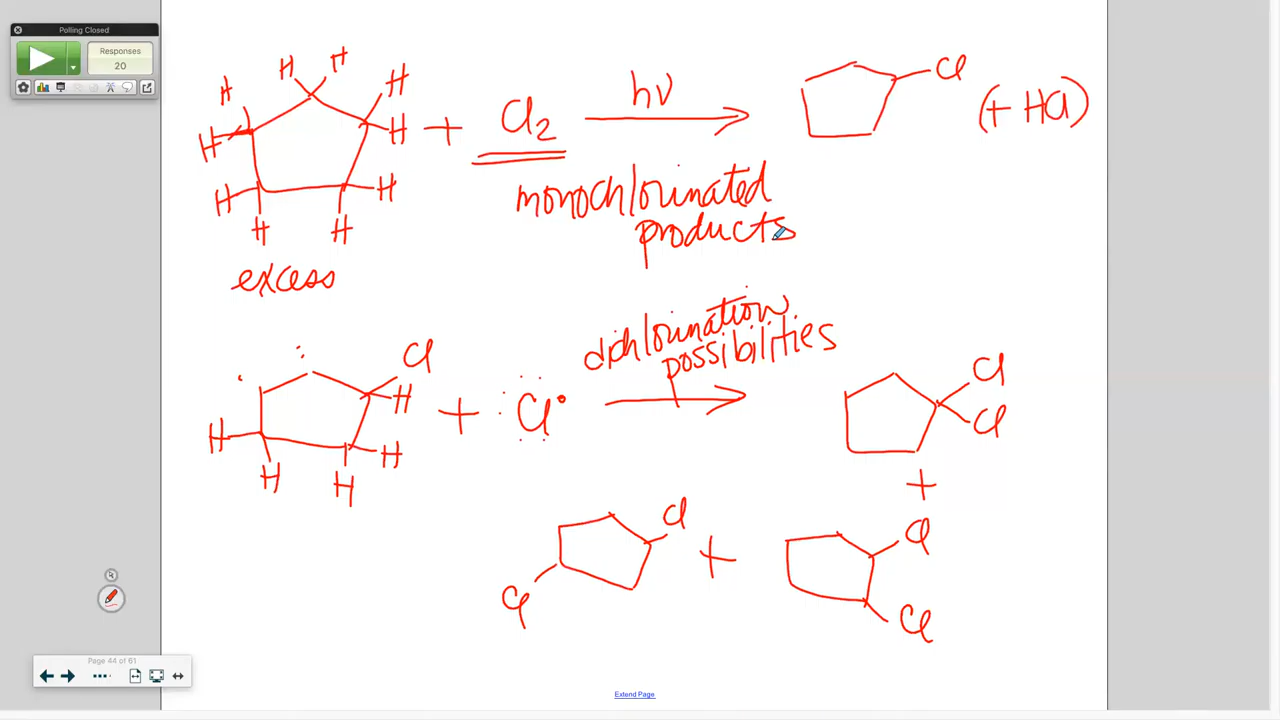 Polling Closed
Responses
20
H H H
H
H H + Cl2 hν Cl (+ HCl)
H H
H H
monochlorinated
products
excess
dichlorination
possibilities
Cl
H + Cl• Cl
Cl
H H
H H
+
Cl + Cl
Cl Cl
Page 44 of 61
Extend Page